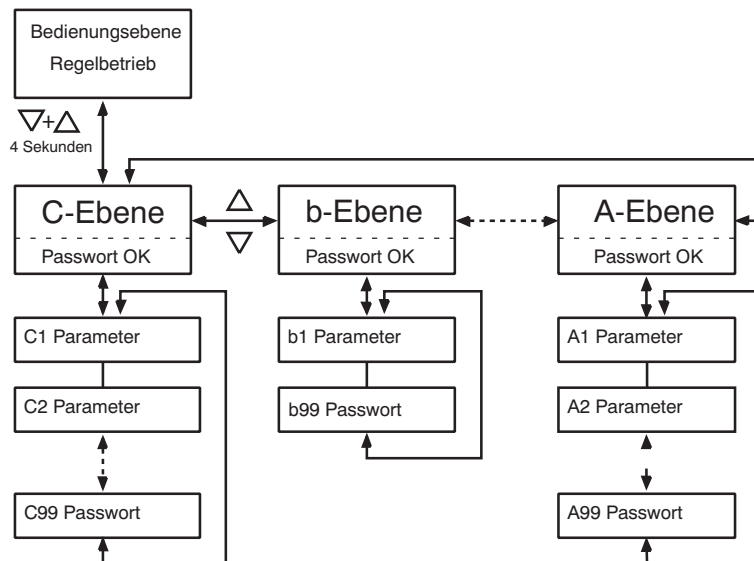 Bedienungsebene
Regelbetrieb
+
4 Sekunden
C-Ebene
Passwort OK
b-Ebene
Passwort OK
A-Ebene
Passwort OK
C1 Parameter
C2 Parameter
C99 Passwort
b1 Parameter
b99 Passwort
A1 Parameter
A2 Parameter
A99 Passwort